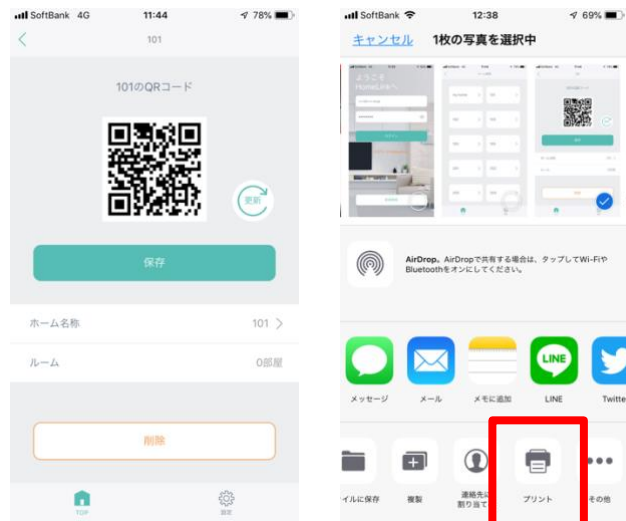 SoftBank 4G 11:44 78%
101
101のQRコード
更新
保存
ホーム名称 101
ルーム 0部屋
削除
TOP
設定
SoftBank 12:38 69%
キャンセル 1枚の写真を選択中
ようこそ
HomeLinkへ
AirDrop。AirDropで共有する場合は、タップしてWi-Fiや
Bluetoothをオンにしてください。
メッセージ メール メモに追加 LINE Twitte
イルに保存 複製 連絡先に
割り当て プリント その他